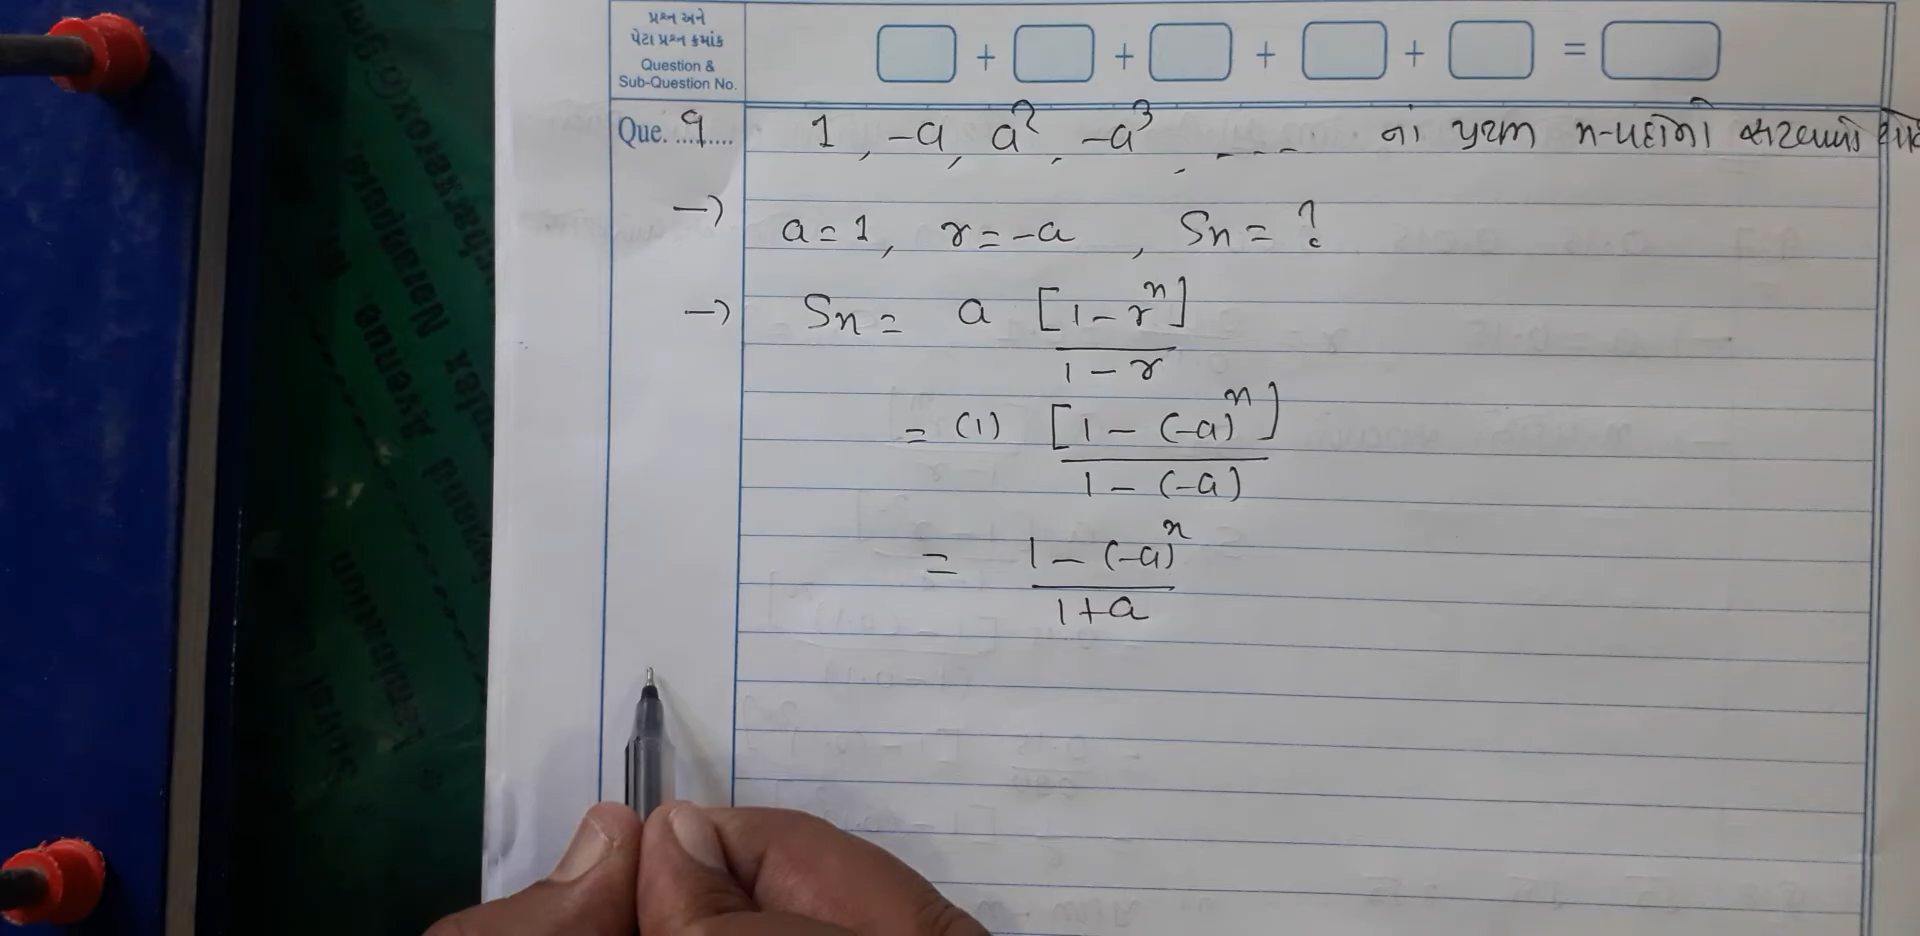 પ્રશ્ન અને
પેટા પ્રશ્ન ક્રમાંક
Question &
Sub-Question No.
+ + + + =
Que. 9 1, -a, a², -a³, - - - નાં પ્રથમ n-પદોનો સરવાળો
→ a = 1, r = -a, Sn = ?
→ Sn = a [1 - rⁿ] / 1 - r
= (1) [1 - (-a)ⁿ] / 1 - (-a)
= 1 - (-a)ⁿ / 1 + a
Lamination